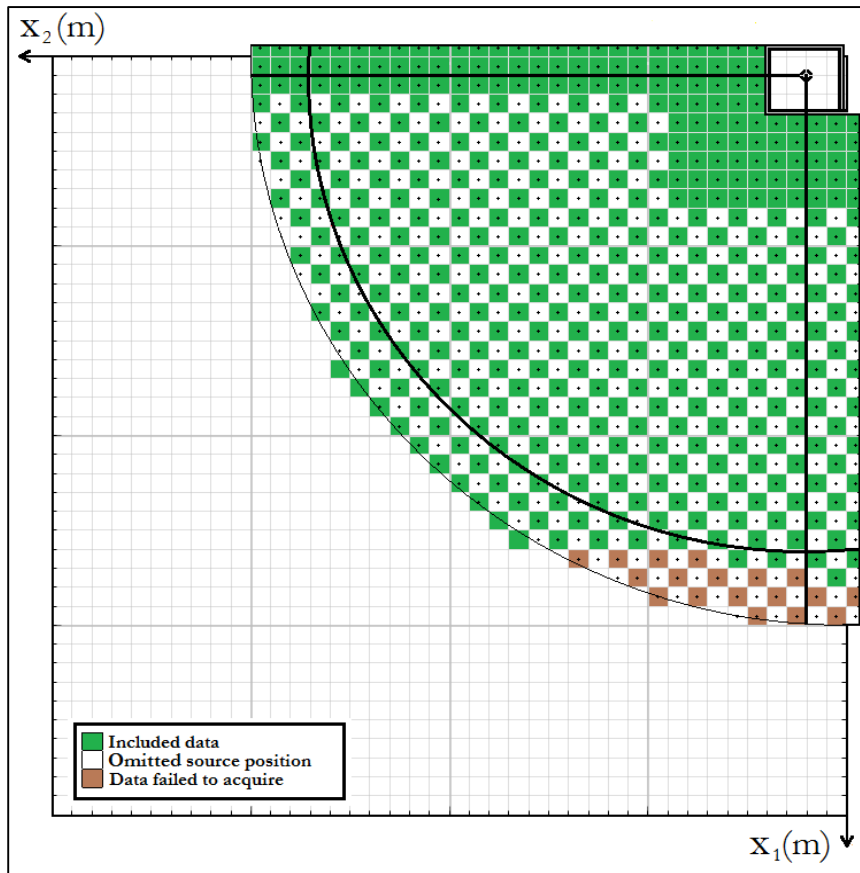 x₂(m)
Included data
Omitted source position
Data failed to acquire
x₁(m)